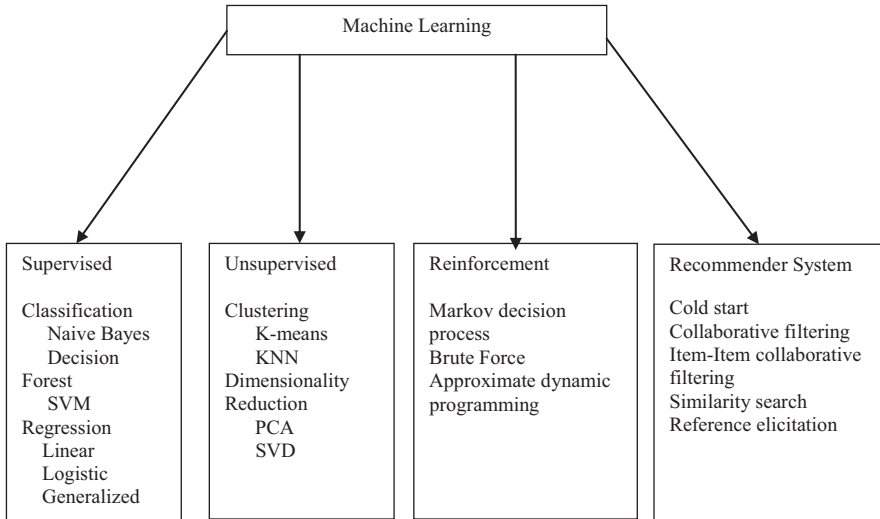 Machine Learning
Supervised
Classification
Naive Bayes
Decision
Forest
SVM
Regression
Linear
Logistic
Generalized
Unsupervised
Clustering
K-means
KNN
Dimensionality
Reduction
PCA
SVD
Reinforcement
Markov decision
process
Brute Force
Approximate dynamic
programming
Recommender System
Cold start
Collaborative filtering
Item-Item collaborative
filtering
Similarity search
Reference elicitation